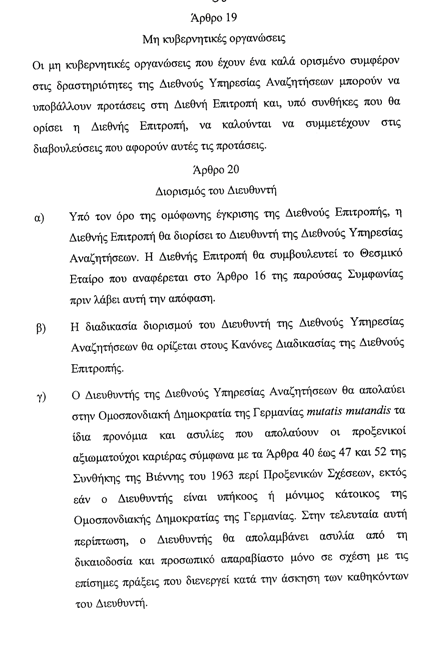 Άρθρο 19
Μη κυβερνητικές οργανώσεις
Οι μη κυβερνητικές οργανώσεις που έχουν ένα καλά ορισμένο συμφέρον
στις δραστηριότητες της Διεθνούς Υπηρεσίας Αναζητήσεων μπορούν να
υποβάλλουν προτάσεις στη Διεθνή Επιτροπή και, υπό συνθήκες που θα
ορίσει η Διεθνής Επιτροπή, να καλούνται να συμμετέχουν στις
διαβουλεύσεις που αφορούν αυτές τις προτάσεις.
Άρθρο 20
Διορισμός του Διευθυντή
α) Υπό τον όρο της ομόφωνης έγκρισης της Διεθνούς Επιτροπής, η
Διεθνής Επιτροπή θα διορίσει το Διευθυντή της Διεθνούς Υπηρεσίας
Αναζητήσεων. Η Διεθνής Επιτροπή θα συμβουλευτεί το Θεσμικό
Εταίρο που αναφέρεται στο Άρθρο 16 της παρούσας Συμφωνίας
πριν λάβει αυτή την απόφαση.
β) Η διαδικασία διορισμού του Διευθυντή της Διεθνούς Υπηρεσίας
Αναζητήσεων θα ορίζεται στους Κανόνες Διαδικασίας της Διεθνούς
Επιτροπής.
γ) Ο Διευθυντής της Διεθνούς Υπηρεσίας Αναζητήσεων θα απολαύει
στην Ομοσπονδιακή Δημοκρατία της Γερμανίας mutatis mutandis τα
ίδια προνόμια και ασυλίες που απολαύουν οι προξενικοί
αξιωματούχοι καριέρας σύμφωνα με τα Άρθρα 40 έως 47 και 52 της
Συνθήκης της Βιέννης του 1963 περί Προξενικών Σχέσεων, εκτός
εάν ο Διευθυντής είναι υπήκοος ή μόνιμος κάτοικος της
Ομοσπονδιακής Δημοκρατίας της Γερμανίας. Στην τελευταία αυτή
περίπτωση, ο Διευθυντής θα απολαμβάνει ασυλία από τη
δικαιοδοσία και προσωπικό απαραβίαστο μόνο σε σχέση με τις
επίσημες πράξεις που διενεργεί κατά την άσκηση των καθηκόντων
του Διευθυντή.